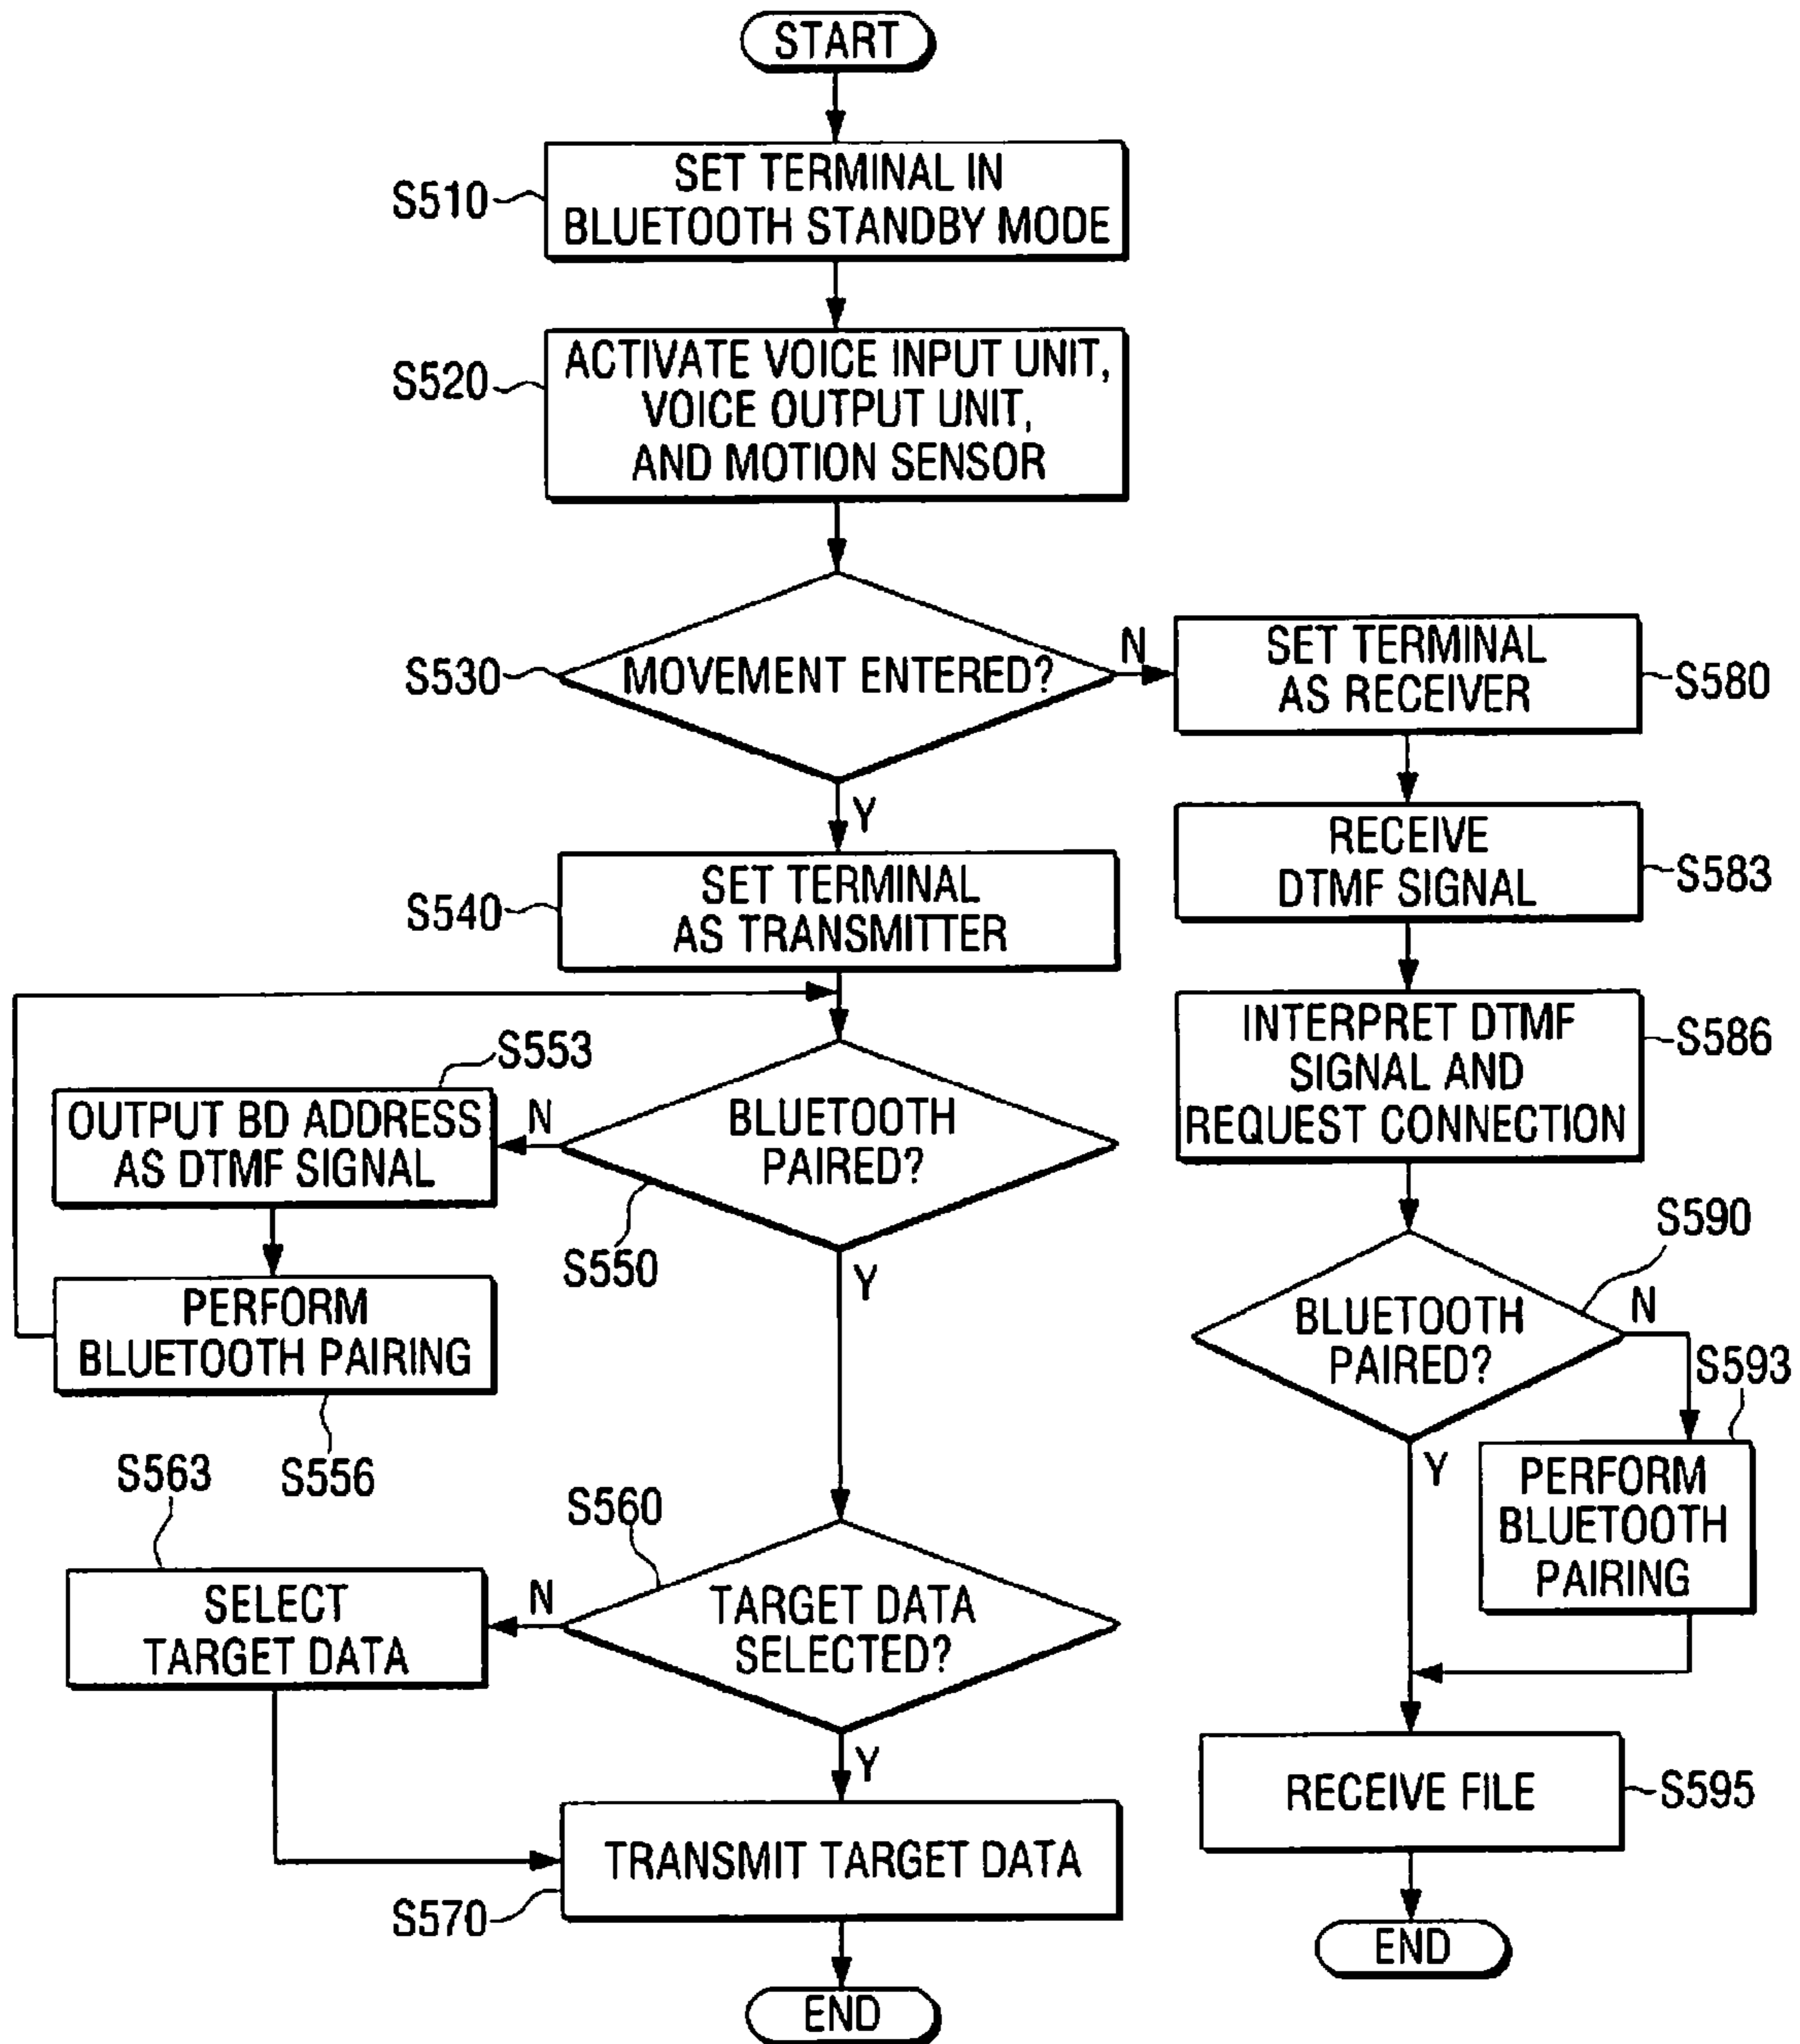 START
S510
SET TERMINAL IN
BLUETOOTH STANDBY MODE
S520
ACTIVATE VOICE INPUT UNIT,
VOICE OUTPUT UNIT,
AND MOTION SENSOR
S530
MOVEMENT ENTERED?
N
SET TERMINAL
AS RECEIVER
S580
Y
RECEIVE
DTMF SIGNAL
S583
S540
SET TERMINAL
AS TRANSMITTER
INTERPRET DTMF
SIGNAL AND
REQUEST CONNECTION
S586
S553
OUTPUT BD ADDRESS
AS DTMF SIGNAL
N
BLUETOOTH
PAIRED?
S550
Y
PERFORM
BLUETOOTH PAIRING
S556
S590
BLUETOOTH
PAIRED?
N
S593
Y
PERFORM
BLUETOOTH
PAIRING
S563
S560
SELECT
TARGET DATA
N
TARGET DATA
SELECTED?
Y
TRANSMIT TARGET DATA
S570
RECEIVE FILE
S595
END
END